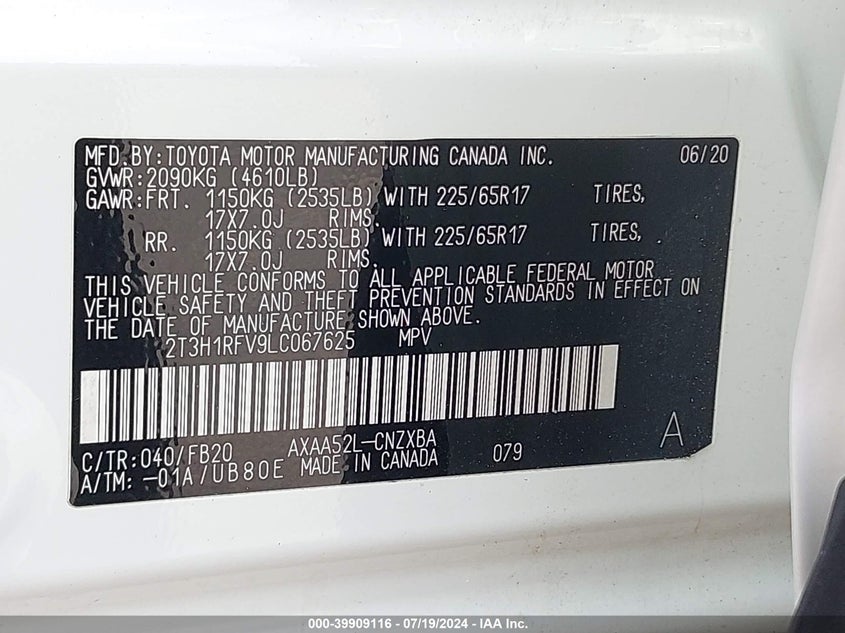 MFD.BY:TOYOTA MOTOR MANUFACTURING CANADA INC. 06/20
GVWR:2090KG (4610LB)
GAWR:FRT. 1150KG (2535LB) WITH 225/65R17 TIRES,
17X7.0J RIMS,
RR. 1150KG (2535LB) WITH 225/65R17 TIRES,
17X7.0J RIMS.
THIS VEHICLE CONFORMS TO ALL APPLICABLE FEDERAL MOTOR
VEHICLE SAFETY AND THEFT PREVENTION STANDARDS IN EFFECT ON
THE DATE OF MANUFACTURE SHOWN ABOVE.
2T3H1RFV9LC067625 MPV
C/TR:040/FB20 AXAA52L-CNZXBA 079 A
A/TM:-01A/UB80E MADE IN CANADA
000-39909116 - 07/19/2024 - IAA Inc.